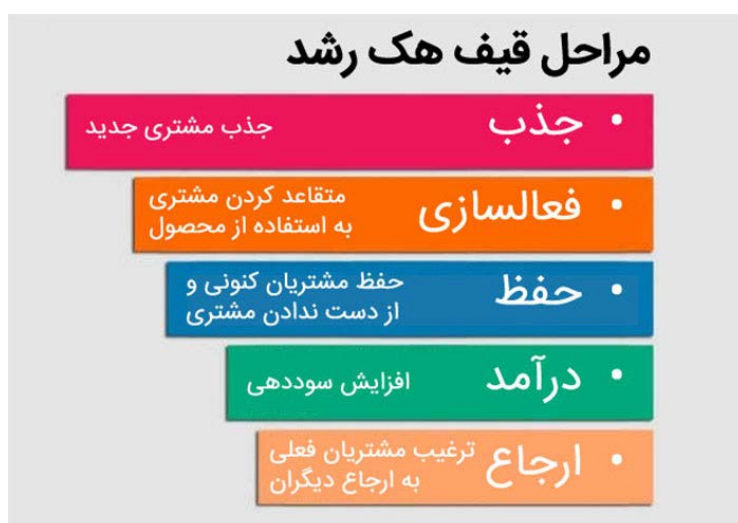 مراحل قیف هک رشد
• جذب
جذب مشتری جدید
• فعالسازی
متقاعد کردن مشتری
به استفاده از محصول
• حفظ
حفظ مشتریان کنونی و
از دست ندادن مشتری
• درآمد
افزایش سوددهی
• ارجاع
ترغیب مشتریان فعلی
به ارجاع دیگران